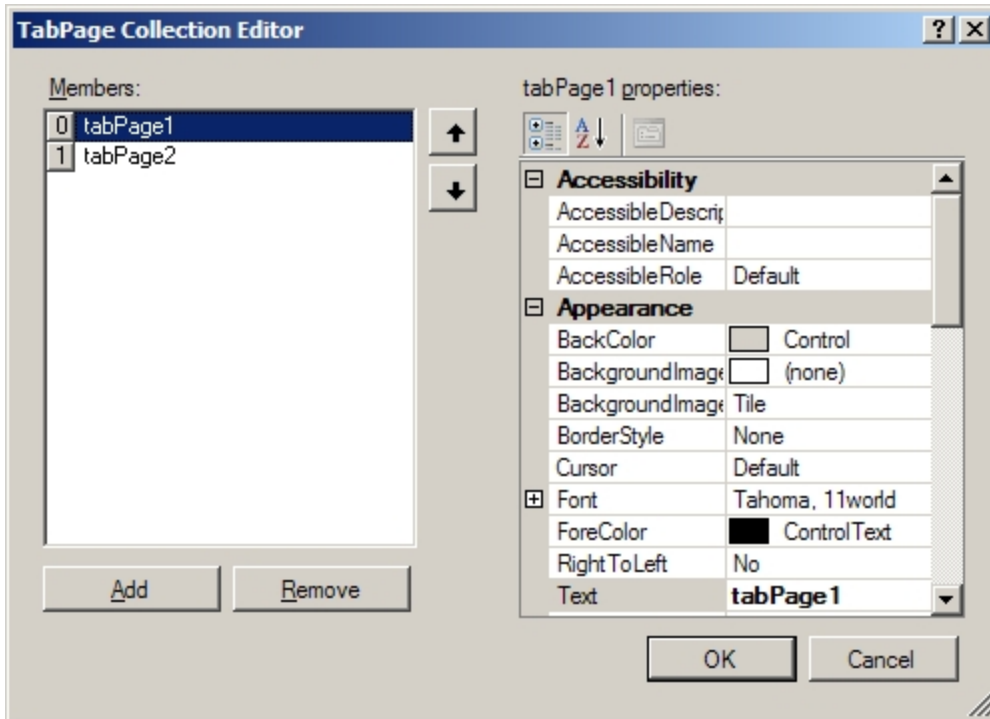 TabPage Collection Editor
Members:
0 tabPage1
1 tabPage2
Add
Remove
tabPage1 properties:
A
Z
Accessibility
AccessibleDescrip
AccessibleName
AccessibleRole Default
Appearance
BackColor Control
BackgroundImage (none)
BackgroundImage Tile
BorderStyle None
Cursor Default
Font Tahoma, 11world
ForeColor ControlText
RightToLeft No
Text tabPage1
OK
Cancel